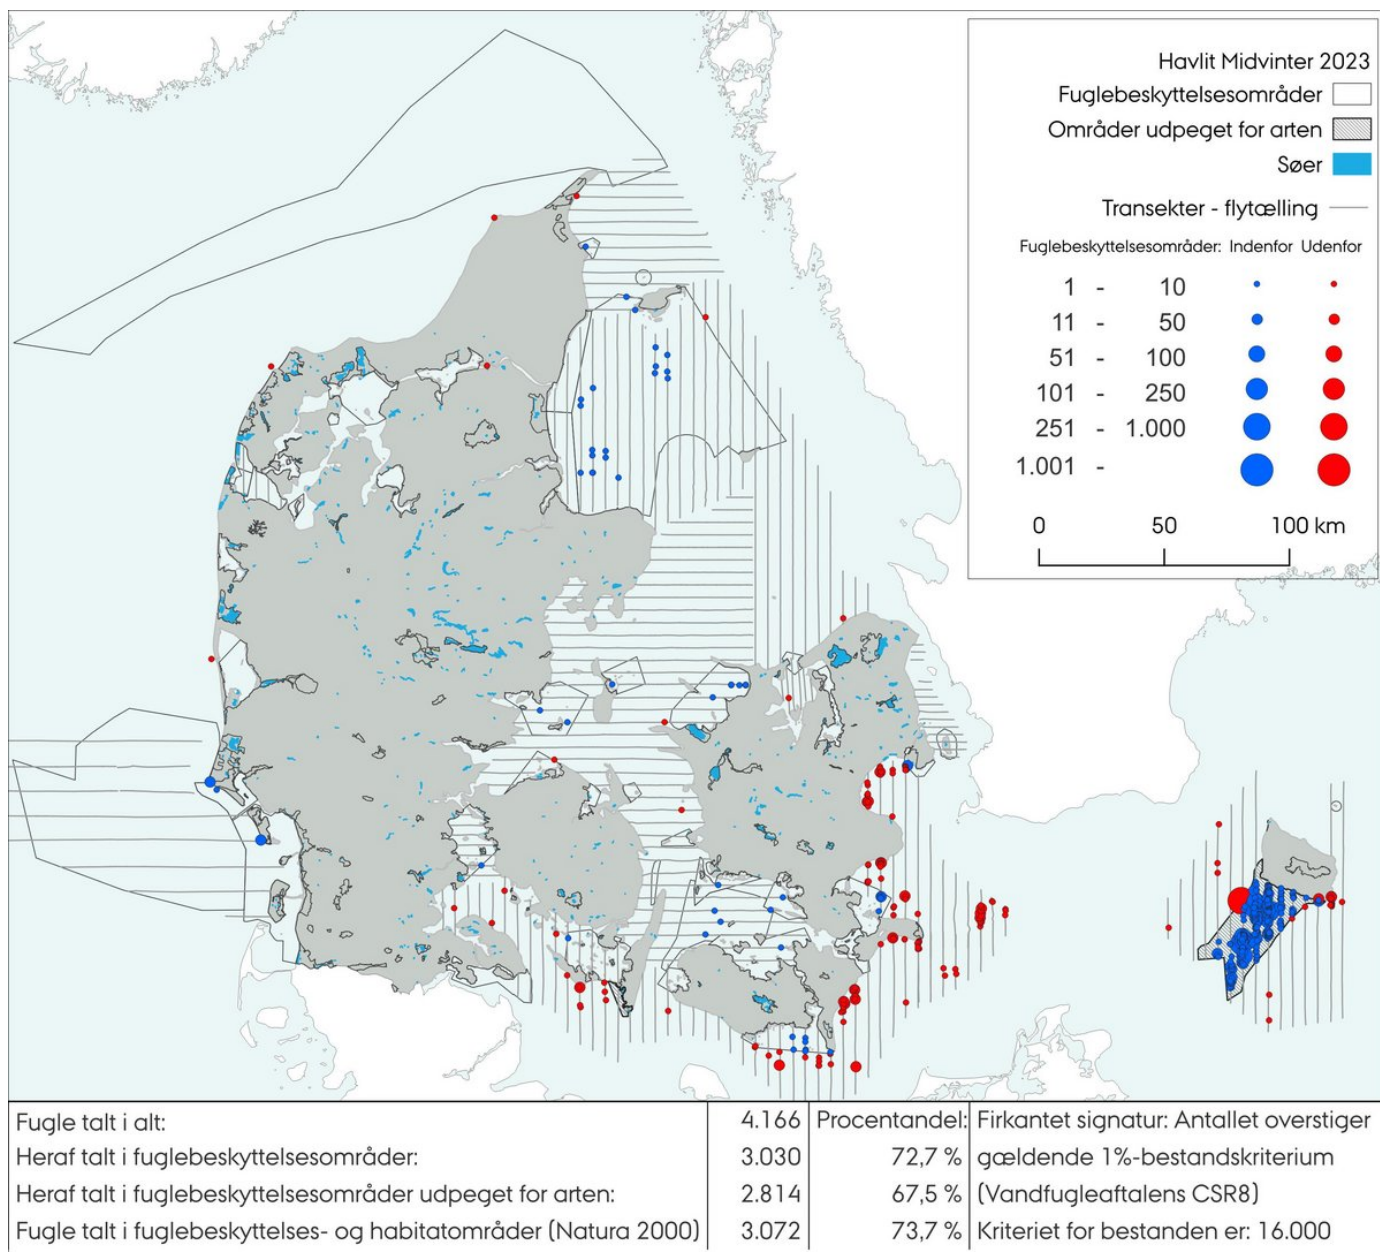 Havlit Midvinter 2023
Fuglebeskyttelsesområder
Områder udpeget for arten
Søer
Transekter - flytælling
Fuglebeskyttelsesområder: Indenfor Udenfor
1 - 10
11 - 50
51 - 100
101 - 250
251 - 1.000
1.001 -
0 50 100 km
Fugle talt i alt: 4.166 Procentandel: Firkantet signatur: Antallet overstiger
Heraf talt i fuglebeskyttelsesområder: 3.030 72,7 % gældende 1%-bestandskriterium
Heraf talt i fuglebeskyttelsesområder udpeget for arten: 2.814 67,5 % (Vandfugleaftalens CSR8)
Fugle talt i fuglebeskyttelses- og habitatområder (Natura 2000) 3.072 73,7 % Kriteriet for bestanden er: 16.000